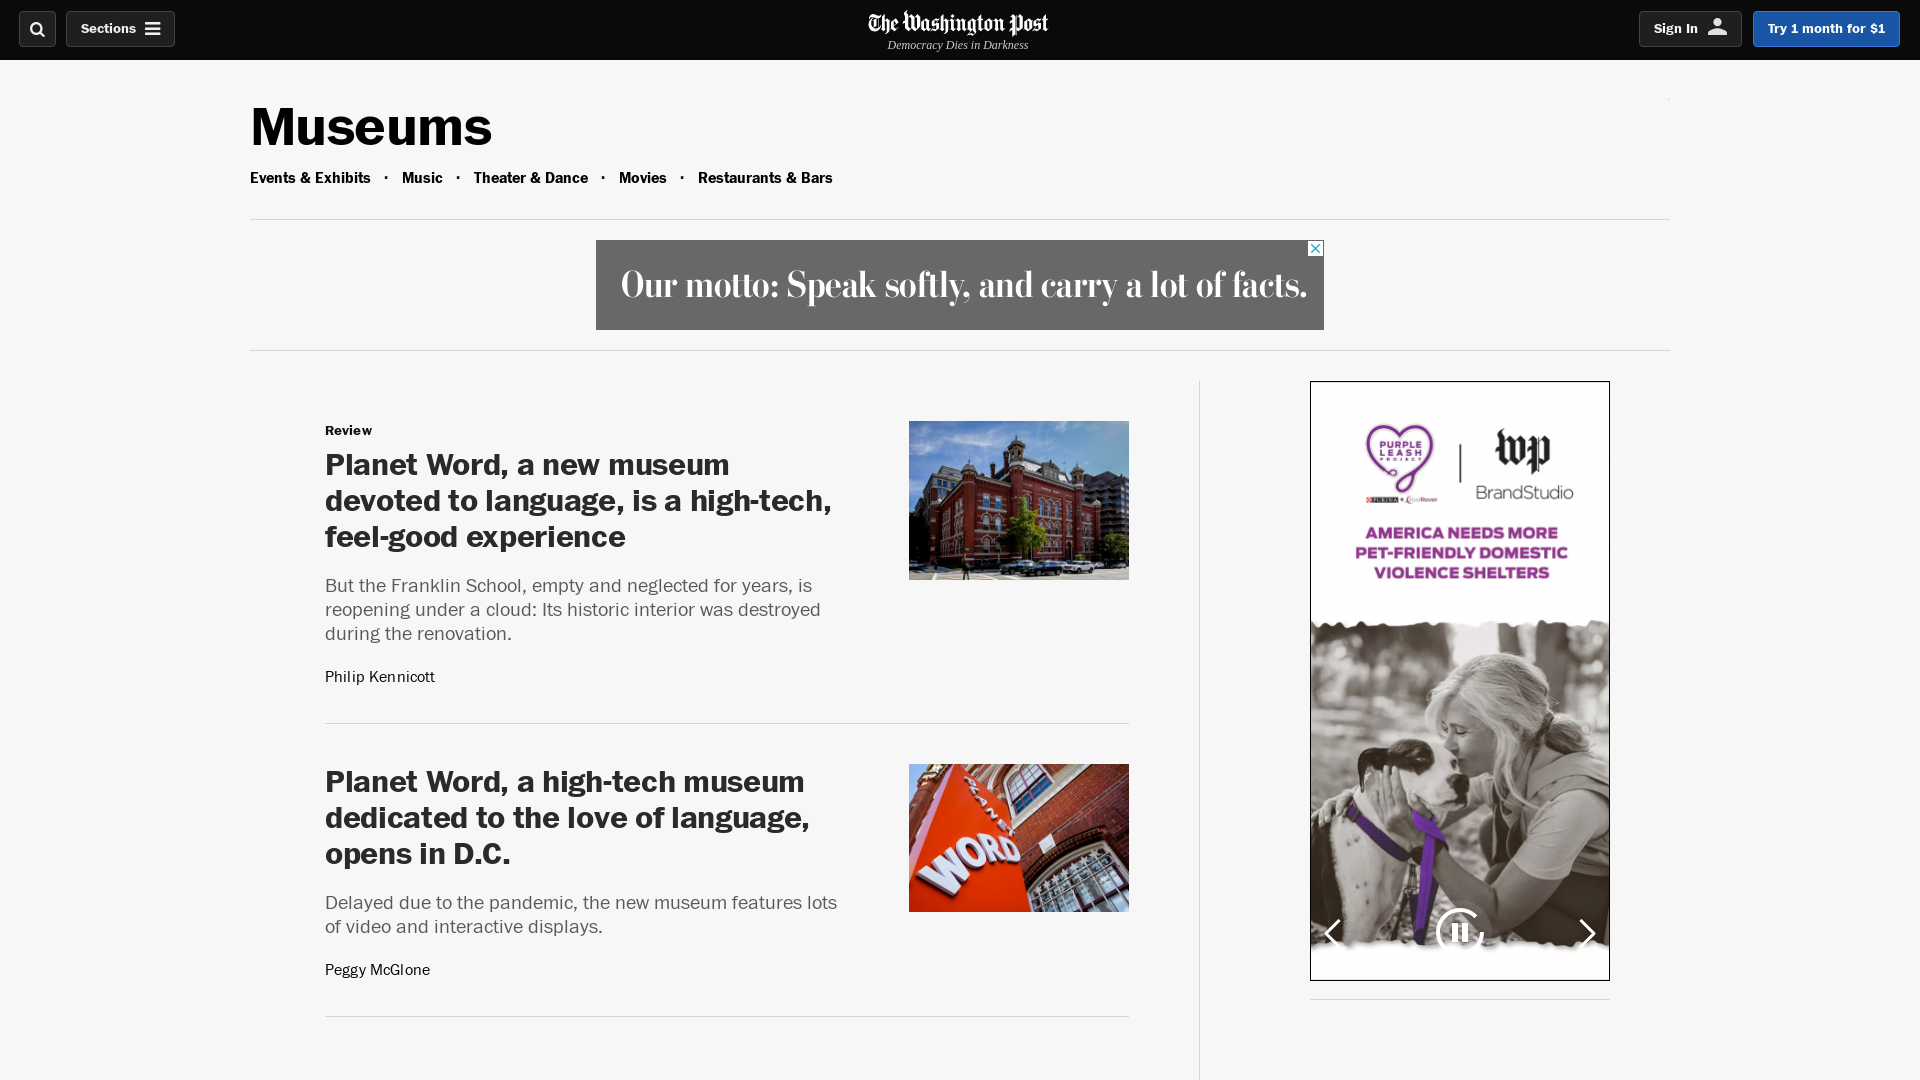 Sections
The Washington Post
Democracy Dies in Darkness
Sign In
Try 1 month for $1
Museums
Events & Exhibits · Music · Theater & Dance · Movies · Restaurants & Bars
Our motto: Speak softly, and carry a lot of facts.
Review
Planet Word, a new museum
devoted to language, is a high-tech,
feel-good experience
But the Franklin School, empty and neglected for years, is
reopening under a cloud: Its historic interior was destroyed
during the renovation.
Philip Kennicott
Planet Word, a high-tech museum
dedicated to the love of language,
opens in D.C.
Delayed due to the pandemic, the new museum features lots
of video and interactive displays.
Peggy McGlone
PLANET
WORD
PURPLE
LEASH
PROJECT
PURINA
wp
BrandStudio
AMERICA NEEDS MORE
PET-FRIENDLY DOMESTIC
VIOLENCE SHELTERS